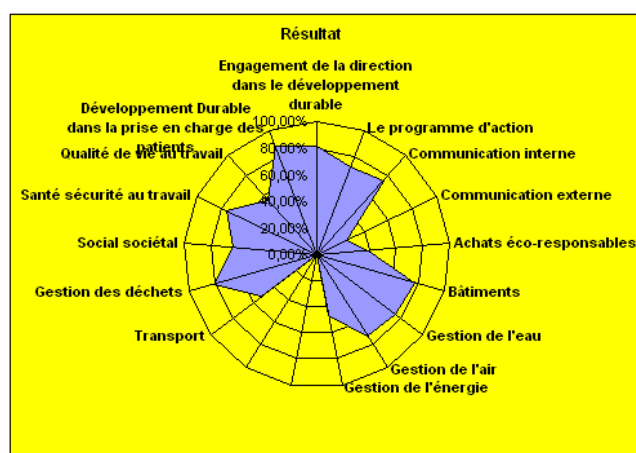 Résultat
Engagement de la direction
dans le développement
durable
Le programme d'action
Communication interne
Communication externe
Achats éco-responsables
Bâtiments
Gestion de l'eau
Gestion de l'air
Gestion de l'énergie
Transport
Gestion des déchets
Social sociétal
Santé sécurité au travail
Qualité de vie au travail
Développement Durable
dans la prise en charge des
patients
100,00%
80,00%
60,00%
40,00%
20,00%
0,00%